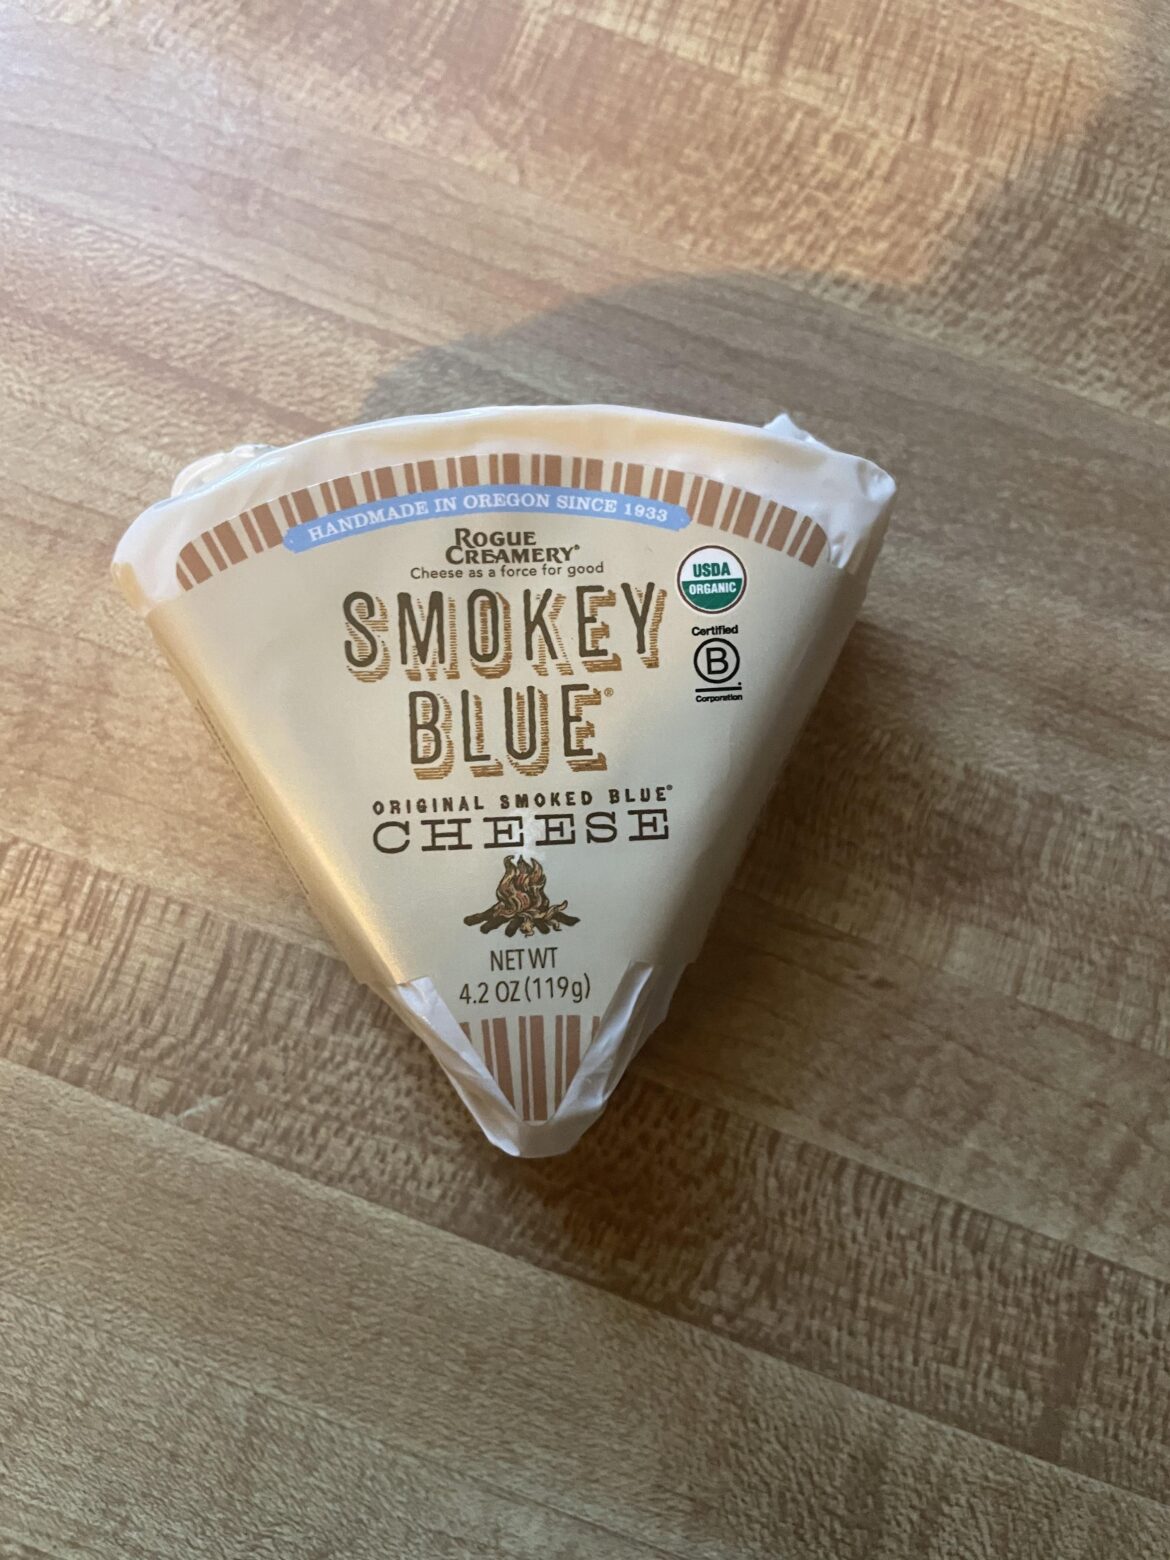 HANDMADE IN OREGON SINCE 1933
ROGUE
CREAMERY®
Cheese as a force for good
SMOKEY
BLUE®
USDA
ORGANIC
Certified
B
Corporation
ORIGINAL SMOKED BLUE®
CHEESE
NET WT
4.2 OZ (119g)